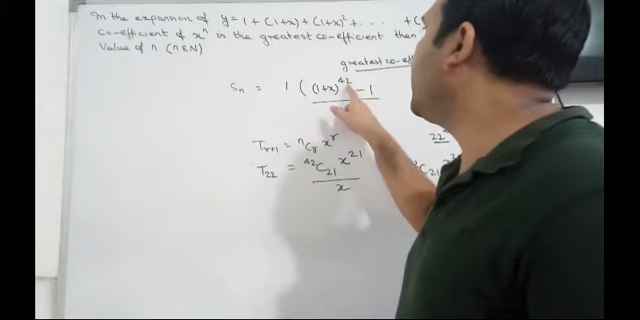 In the expansion of y = 1 + (1+x) + (1+x)² + . . . . . + (
Co-efficient of xⁿ is the greatest co-efficient then
Value of n (n∈N)
greatest co-eff
Sn = 1 ( (1+x)⁴² - 1
Tr+1 = ⁿCr xʳ
T22 = ⁴²C21 x²¹
x
22ⁿ
C21